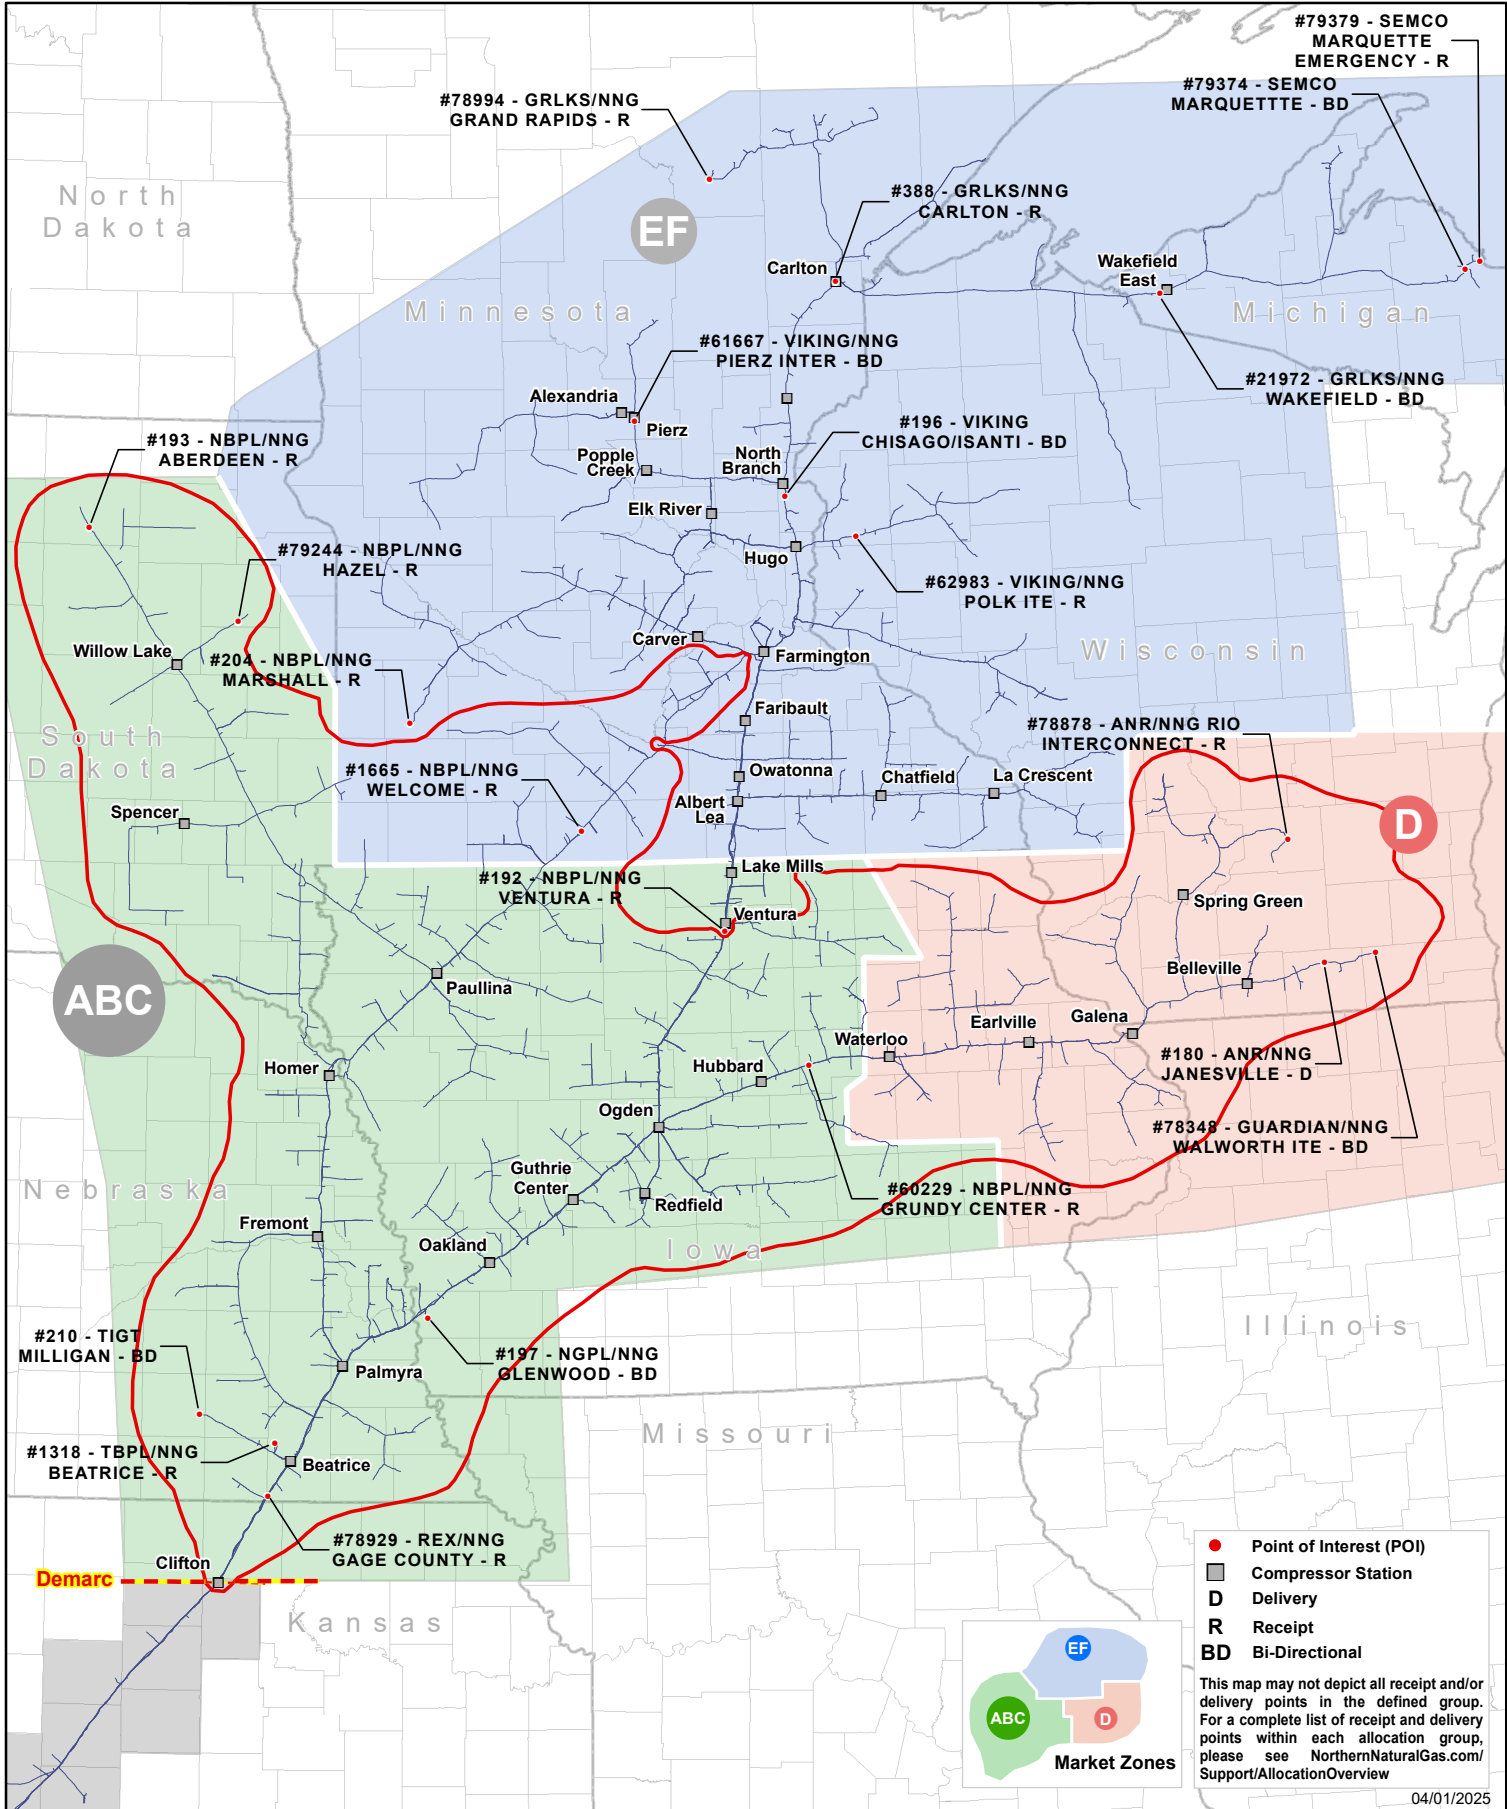 #79379 - SEMCO
MARQUETTE
EMERGENCY - R
#79374 - SEMCO
MARQUETTTE - BD
#78994 - GRLKS/NNG
GRAND RAPIDS - R
North
Dakota
#388 - GRLKS/NNG
CARLTON - R
EF
Carlton
Wakefield
East
Minnesota
Michigan
#61667 - VIKING/NNG
PIERZ INTER - BD
#21972 - GRLKS/NNG
WAKEFIELD - BD
Alexandria
Pierz
#196 - VIKING
CHISAGO/ISANTI - BD
#193 - NBPL/NNG
ABERDEEN - R
Popple
Creek
North
Branch
Elk River
Hugo
#79244 - NBPL/NNG
HAZEL - R
#62983 - VIKING/NNG
POLK ITE - R
Carver
Farmington
Wisconsin
Willow Lake
#204 - NBPL/NNG
MARSHALL - R
Faribault
#78878 - ANR/NNG RIO
INTERCONNECT - R
South
Dakota
#1665 - NBPL/NNG
WELCOME - R
Owatonna
Chatfield
La Crescent
Spencer
Albert
Lea
D
Lake Mills
#192 - NBPL/NNG
VENTURA - R
Ventura
Spring Green
Belleville
Paullina
ABC
Galena
Earlville
Waterloo
Homer
Hubbard
#180 - ANR/NNG
JANESVILLE - D
Ogden
#78348 - GUARDIAN/NNG
WALWORTH ITE - BD
Guthrie
Center
Redfield
#60229 - NBPL/NNG
GRUNDY CENTER - R
Nebraska
Fremont
Oakland
Iowa
Illinois
#210 - TIGT
MILLIGAN - BD
#197 - NGPL/NNG
GLENWOOD - BD
Palmyra
Missouri
#1318 - TBPL/NNG
BEATRICE - R
Beatrice
#78929 - REX/NNG
GAGE COUNTY - R
Clifton
Demarc
Kansas
Point of Interest (POI)
Compressor Station
D Delivery
R Receipt
BD Bi-Directional
This map may not depict all receipt and/or
delivery points in the defined group.
For a complete list of receipt and delivery
points within each allocation group,
please see NorthernNaturalGas.com/
Support/AllocationOverview
EF
ABC
D
Market Zones
04/01/2025